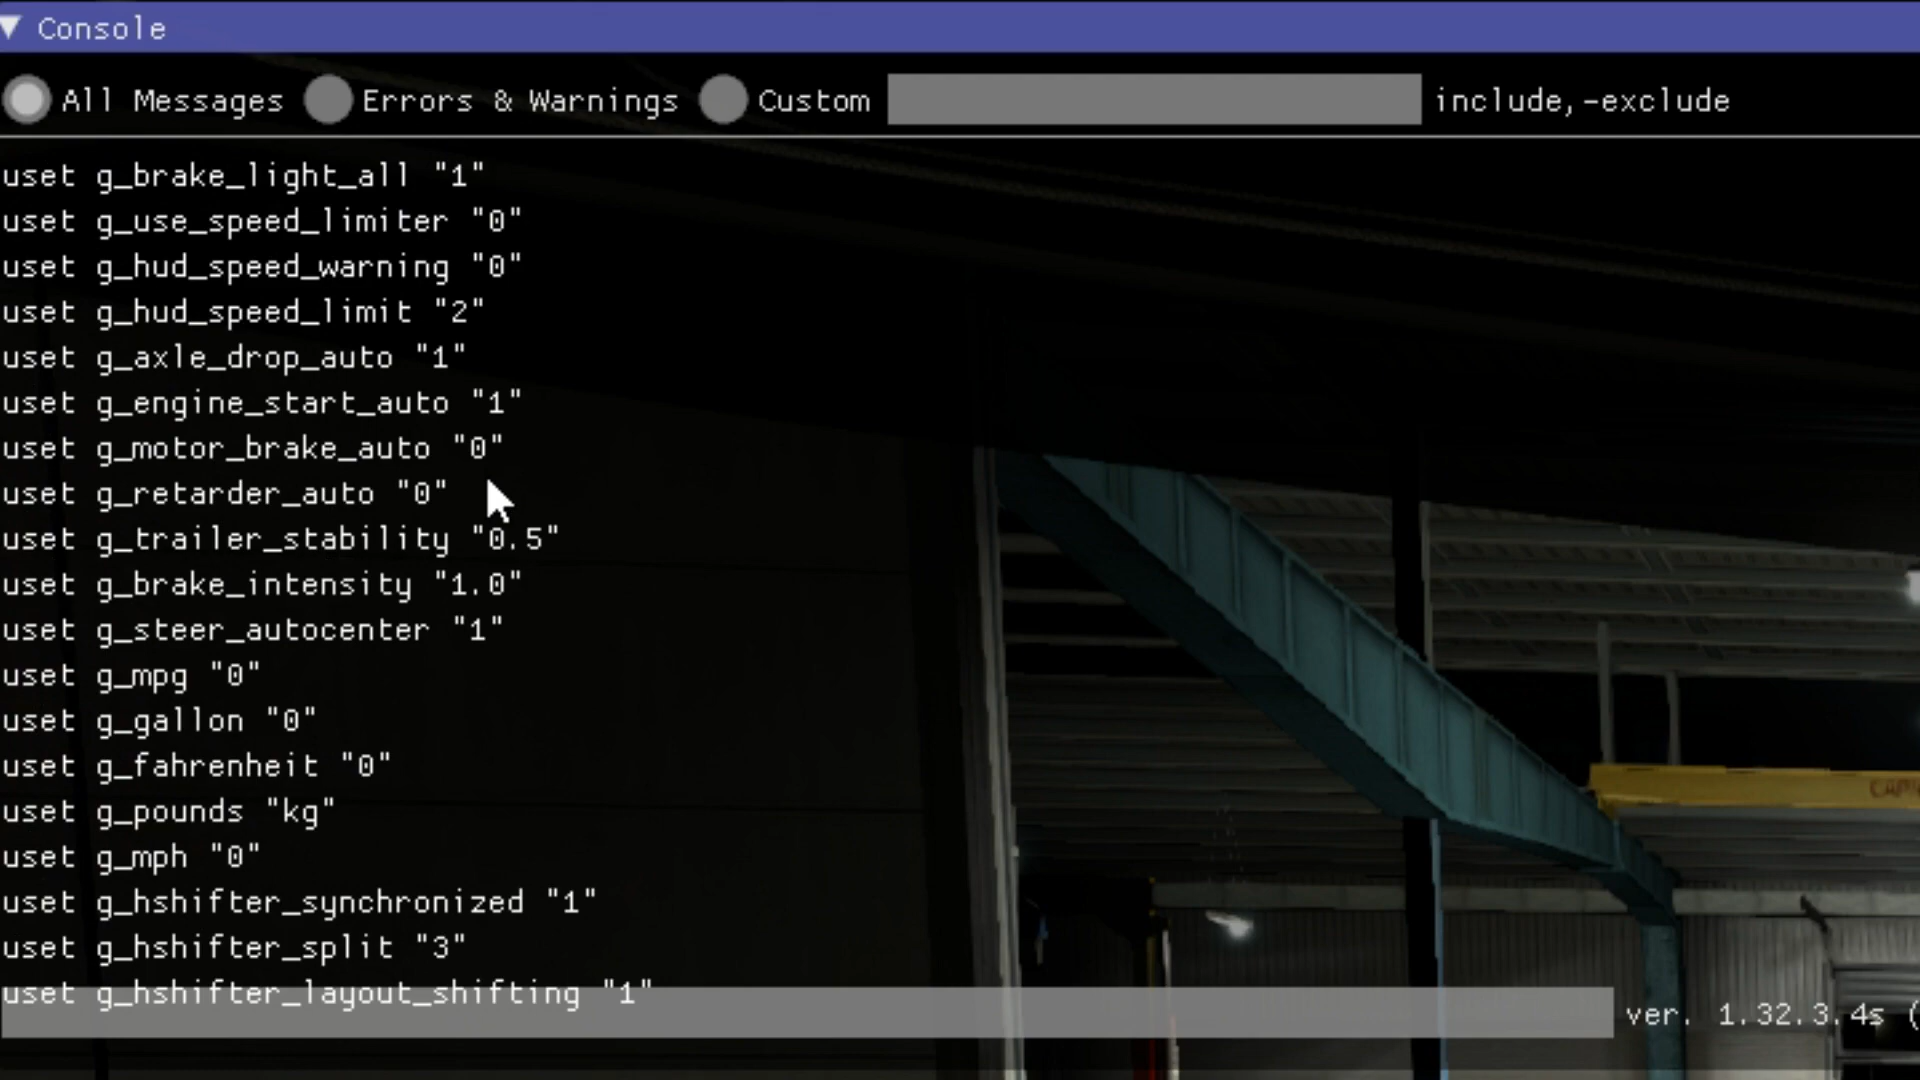 Console
All Messages Errors & Warnings Custom include,-exclude
uset g_brake_light_all "1"
uset g_use_speed_limiter "0"
uset g_hud_speed_warning "0"
uset g_hud_speed_limit "2"
uset g_axle_drop_auto "1"
uset g_engine_start_auto "1"
uset g_motor_brake_auto "0"
uset g_retarder_auto "0"
uset g_trailer_stability "0.5"
uset g_brake_intensity "1.0"
uset g_steer_autocenter "1"
uset g_mpg "0"
uset g_gallon "0"
uset g_fahrenheit "0"
uset g_pounds "kg"
uset g_mph "0"
uset g_hshifter_synchronized "1"
uset g_hshifter_split "3"
uset g_hshifter_layout_shifting "1"
ver. 1.32.3.4s (